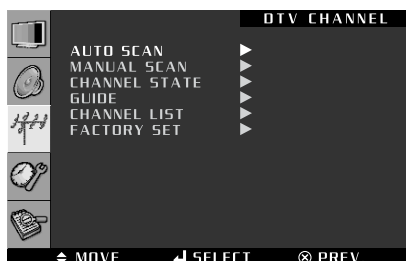 DTV CHANNEL
AUTO SCAN
MANUAL SCAN
CHANNEL STATE
GUIDE
CHANNEL LIST
FACTORY SET
MOVE SELECT PREV